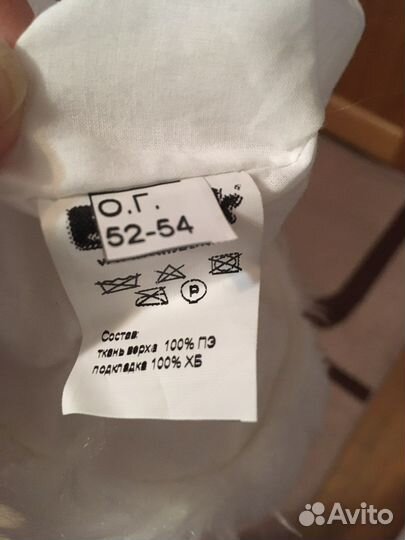 О.Г.
52-54
P
Состав:
ткань верха 100% ПЭ
подкладка 100% ХБ
Avito